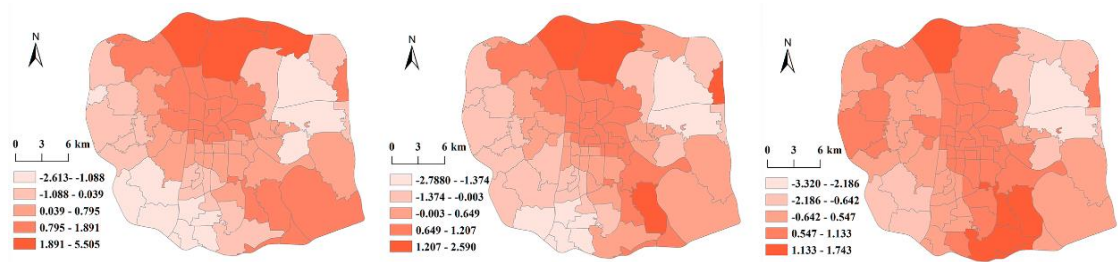 N
0 3 6 km
-2.613- -1.088
-1.088 - 0.039
0.039 - 0.795
0.795 - 1.891
1.891 - 5.505
N
0 3 6 km
-2.7880 - -1.374
-1.374 - -0.003
-0.003 - 0.649
0.649 - 1.207
1.207 - 2.590
N
0 3 6 km
-3.320 - -2.186
-2.186 - -0.642
-0.642 - 0.547
0.547 - 1.133
1.133 - 1.743